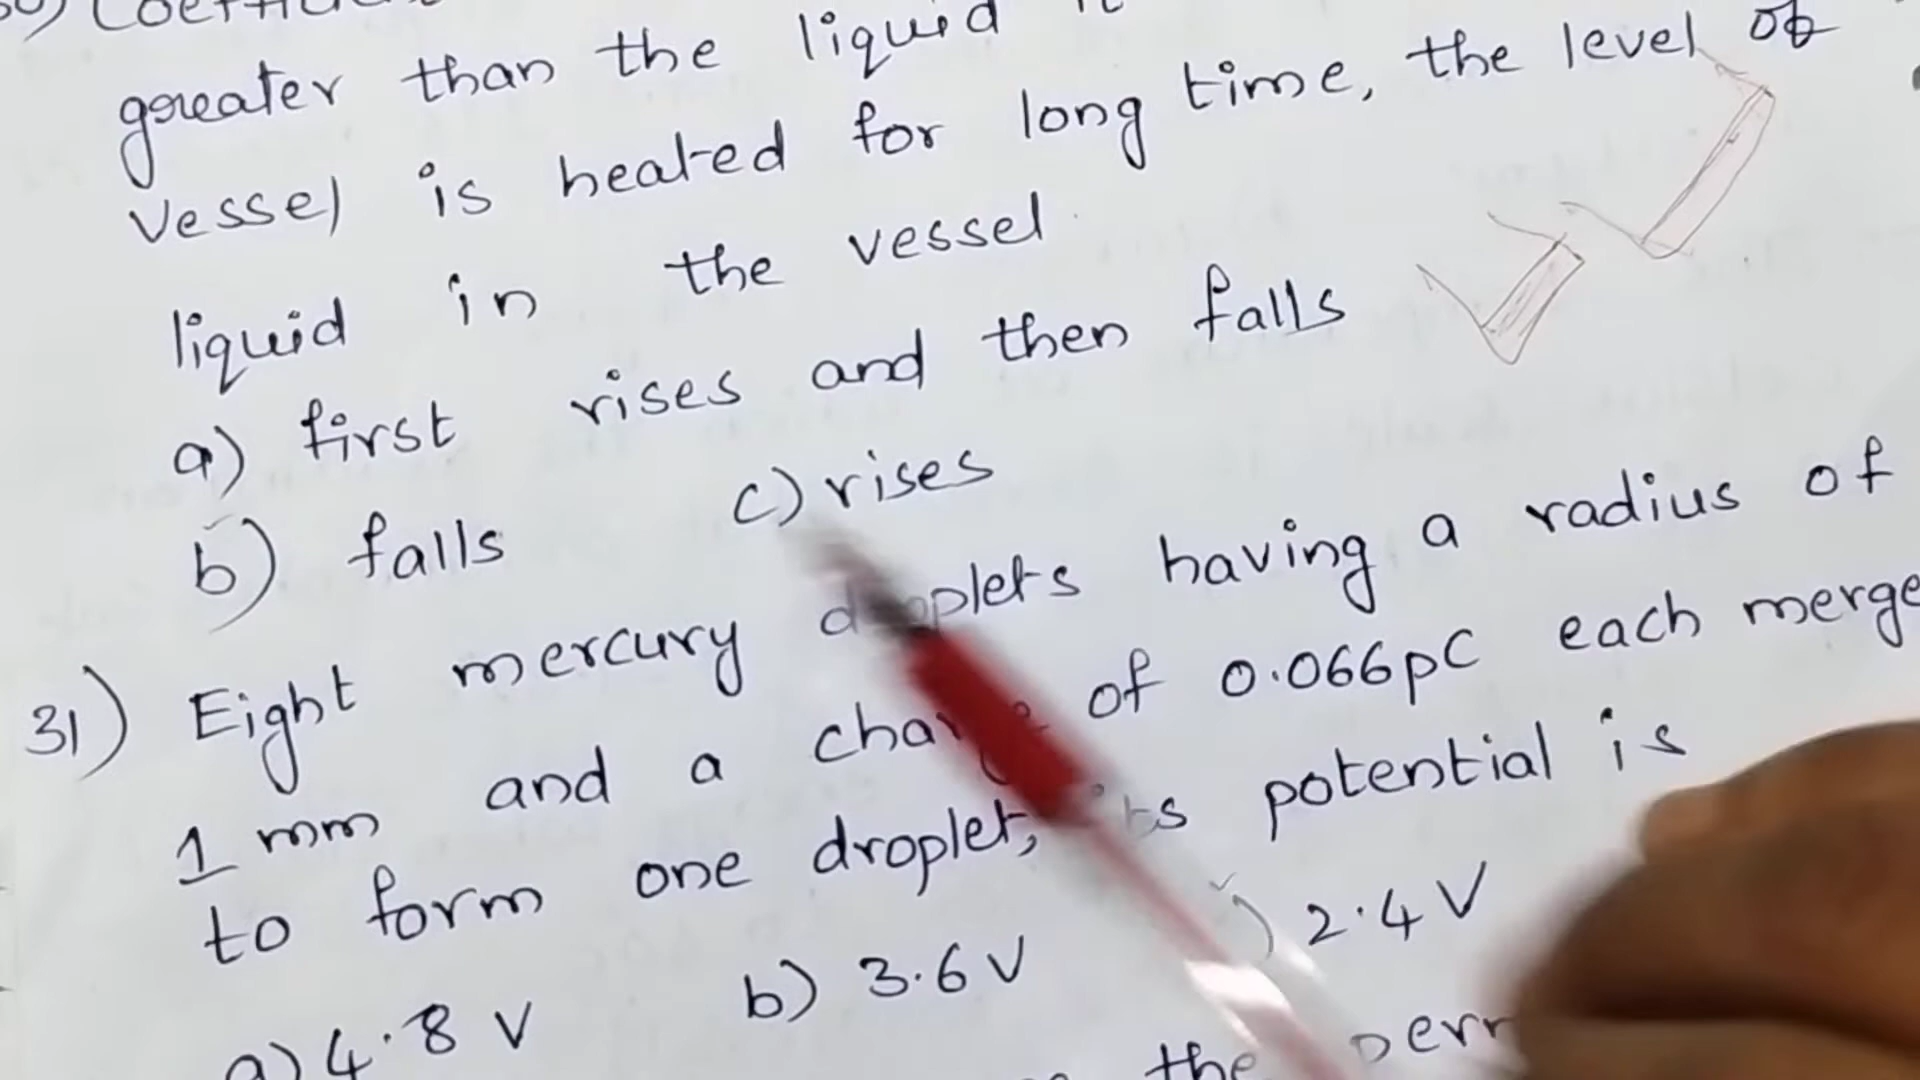 greater than the liquid
vessel is heated for long time, the level of
liquid in the vessel
a) first rises and then falls
b) falls c) rises
31) Eight mercury droplets having a radius of
1 mm and a charge of 0.066pC each merge
to form one droplet, its potential is
a) 4.8 V b) 3.6 V ) 2.4 V
the